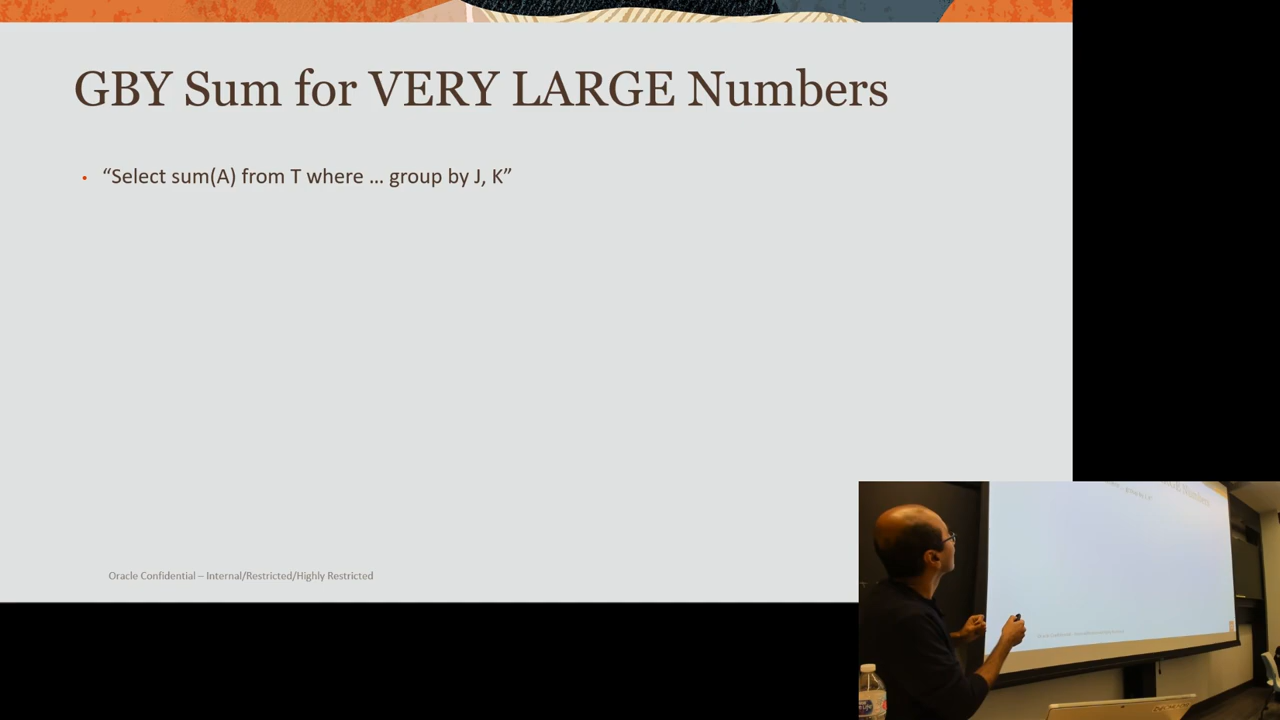 GBY Sum for VERY LARGE Numbers
• “Select sum(A) from T where ... group by J, K”
Oracle Confidential – Internal/Restricted/Highly Restricted